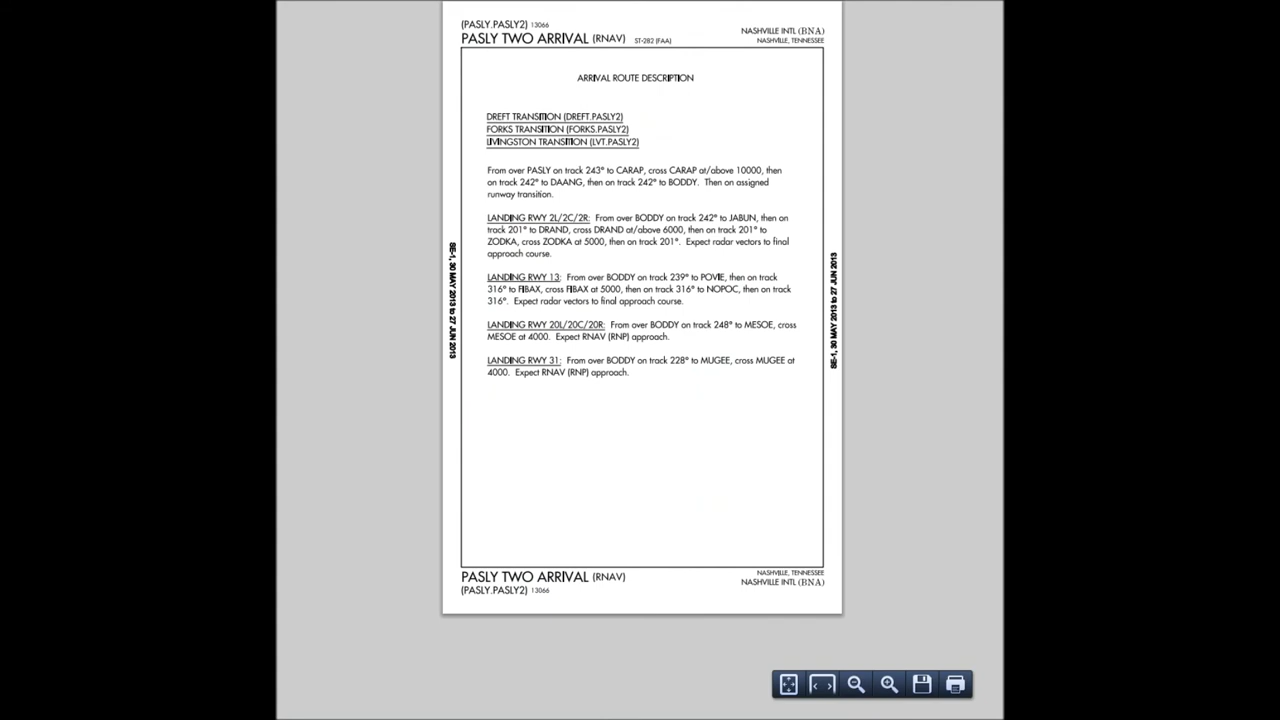 (PASLY.PASLY2) 13066
PASLY TWO ARRIVAL (RNAV) ST-282 (FAA)
NASHVILLE INTL (BNA)
NASHVILLE, TENNESSEE
ARRIVAL ROUTE DESCRIPTION
DREFT TRANSITION (DREFT.PASLY2)
FORKS TRANSITION (FORKS.PASLY2)
LIVINGSTON TRANSITION (LVT.PASLY2)
From over PASLY on track 243° to CARAP, cross CARAP at/above 10000, then
on track 242° to DAANG, then on track 242° to BODDY. Then on assigned
runway transition.
LANDING RWY 2L/2C/2R: From over BODDY on track 242° to JABUN, then on
track 201° to DRAND, cross DRAND at/above 6000, then on track 201° to
ZODKA, cross ZODKA at 5000, then on track 201°. Expect radar vectors to final
approach course.
LANDING RWY 13: From over BODDY on track 239° to POVIE, then on track
316° to FIBAX, cross FIBAX at 5000, then on track 316° to NOPOC, then on track
316°. Expect radar vectors to final approach course.
LANDING RWY 20L/20C/20R: From over BODDY on track 248° to MESOE, cross
MESOE at 4000. Expect RNAV (RNP) approach.
LANDING RWY 31: From over BODDY on track 228° to MUGEE, cross MUGEE at
4000. Expect RNAV (RNP) approach.
SE-1, 30 MAY 2013 to 27 JUN 2013
SE-1, 30 MAY 2013 to 27 JUN 2013
PASLY TWO ARRIVAL (RNAV)
(PASLY.PASLY2) 13066
NASHVILLE, TENNESSEE
NASHVILLE INTL (BNA)